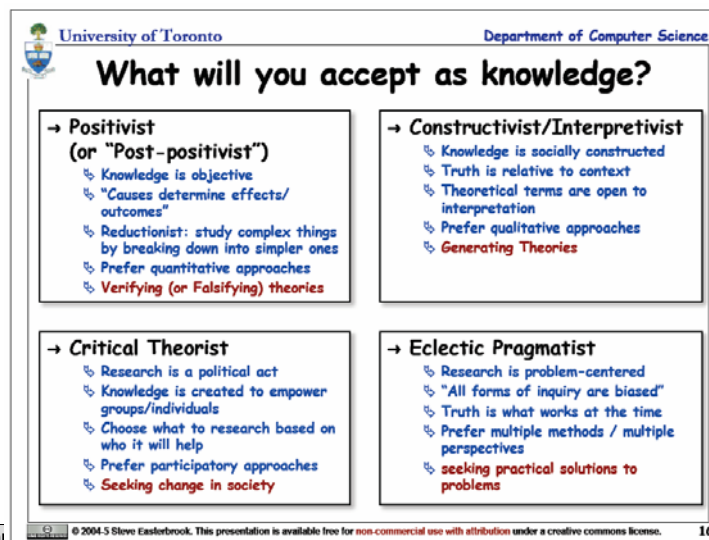 University of Toronto
Department of Computer Science
What will you accept as knowledge?
→ Positivist
(or “Post-positivist”)
Knowledge is objective
“Causes determine effects/
outcomes”
Reductionist: study complex things
by breaking down into simpler ones
Prefer quantitative approaches
Verifying (or Falsifying) theories
→ Constructivist/Interpretivist
Knowledge is socially constructed
Truth is relative to context
Theoretical terms are open to
interpretation
Prefer qualitative approaches
Generating Theories
→ Critical Theorist
Research is a political act
Knowledge is created to empower
groups/individuals
Choose what to research based on
who it will help
Prefer participatory approaches
Seeking change in society
→ Eclectic Pragmatist
Research is problem-centered
“All forms of inquiry are biased”
Truth is what works at the time
Prefer multiple methods / multiple
perspectives
seeking practical solutions to
problems
© 2004-5 Steve Easterbrook. This presentation is available free for non-commercial use with attribution under a creative commons license.